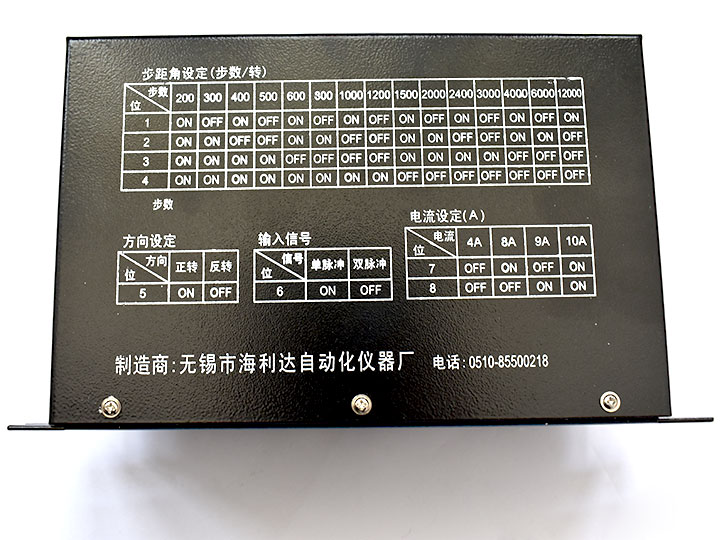 步距角设定(步数/转)
步数 200 300 400 500 600 800 1000 1200 1500 2000 2400 3000 4000 6000 12000
位
1 ON OFF ON OFF ON OFF ON OFF ON OFF ON OFF ON OFF ON
2 ON ON OFF OFF ON ON OFF OFF ON ON OFF OFF ON ON OFF
3 ON ON ON ON OFF OFF OFF OFF ON ON ON ON OFF OFF OFF
4 ON ON ON ON ON ON ON ON OFF OFF OFF OFF OFF OFF OFF
步数
方向设定
方向 正转 反转
位
5 ON OFF
输入信号
信号 单脉冲 双脉冲
位
6 ON OFF
电流设定(A)
电流 4A 8A 9A 10A
位
7 OFF OFF ON ON
8 OFF ON OFF ON
制造商:无锡市海利达自动化仪器厂 电话:0510-85500218